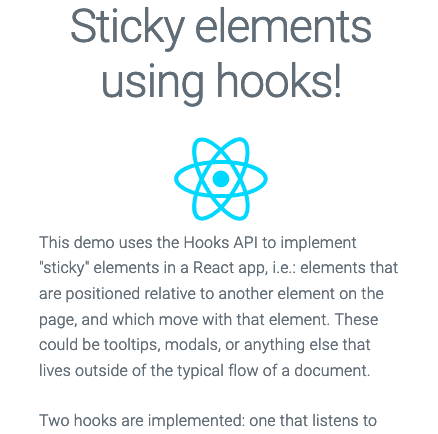 Sticky elements
using hooks!
This demo uses the Hooks API to implement
"sticky" elements in a React app, i.e.: elements that
are positioned relative to another element on the
page, and which move with that element. These
could be tooltips, modals, or anything else that
lives outside of the typical flow of a document.
Two hooks are implemented: one that listens to